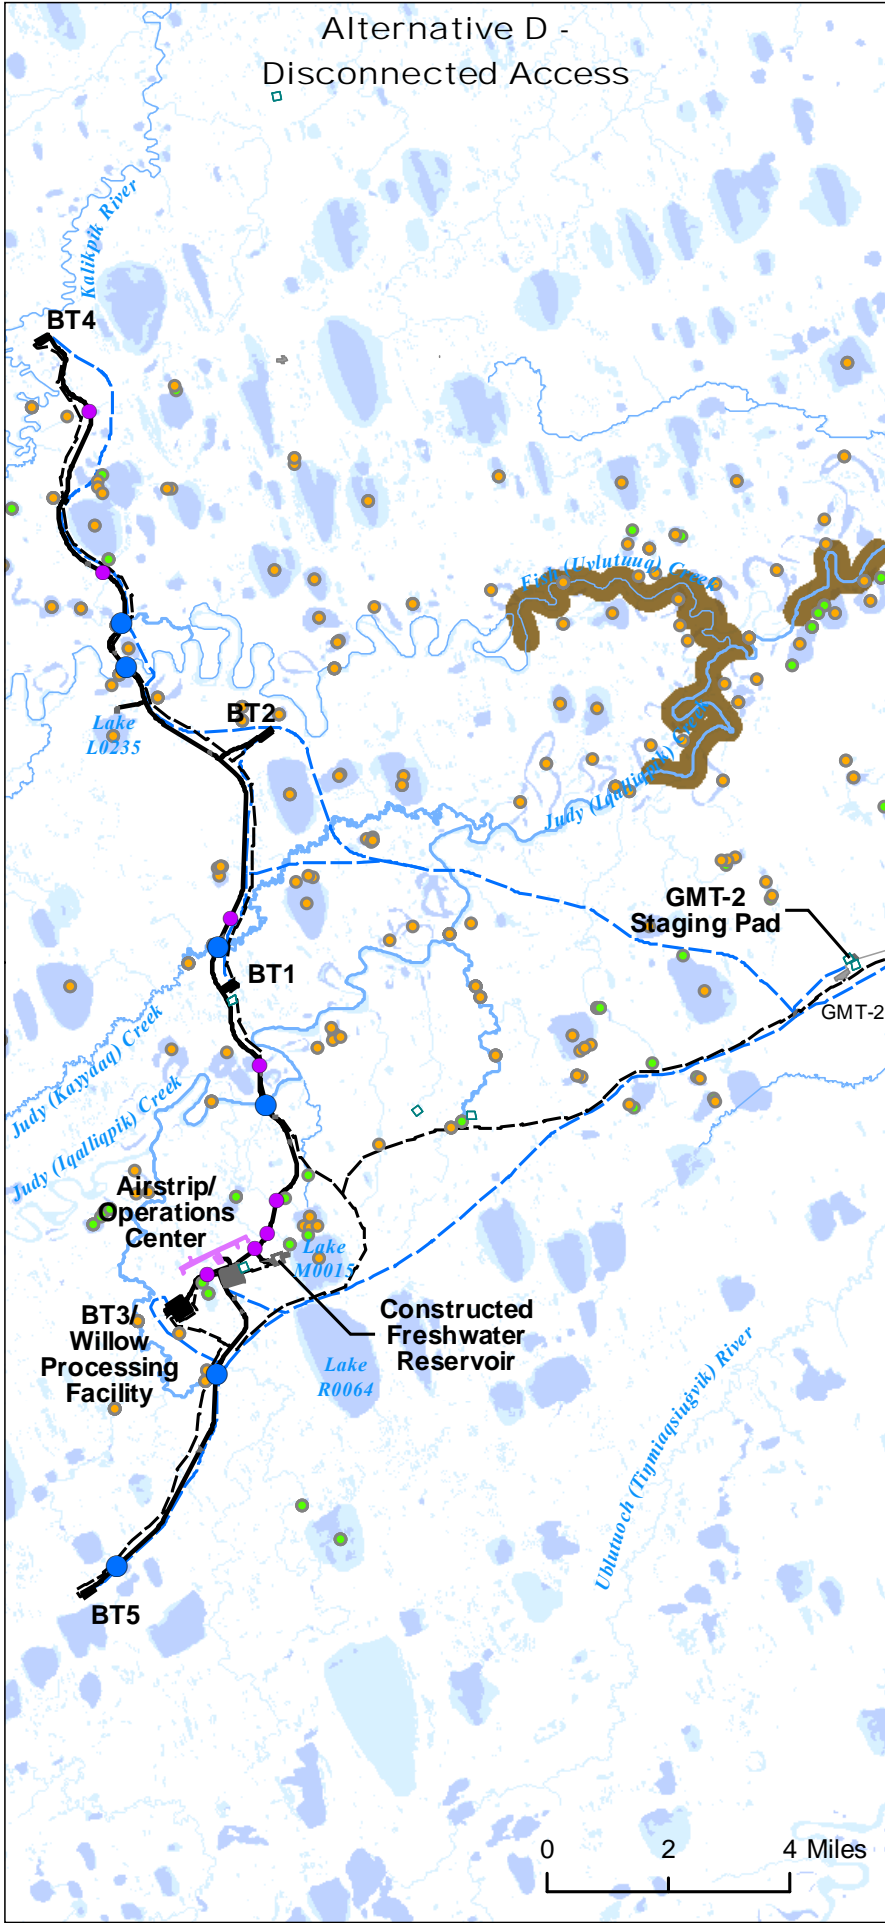 Alternative D -
Disconnected Access
Kalikpik River
BT4
Fish (Uvlutuuq) Creek
BT2
Lake
L0235
Judy (Iqalliqpik) Creek
GMT-2
Staging Pad
BT1
GMT-2
Judy (Kayyaaq) Creek
Judy (Iqalliqpik) Creek
Airstrip/
Operations
Center
Lake
M0015
Constructed
Freshwater
Reservoir
BT3/
Willow
Processing
Facility
Lake
R0064
Ublutuoch (Tiŋmiaqsiuġvik) River
BT5
0 2 4 Miles